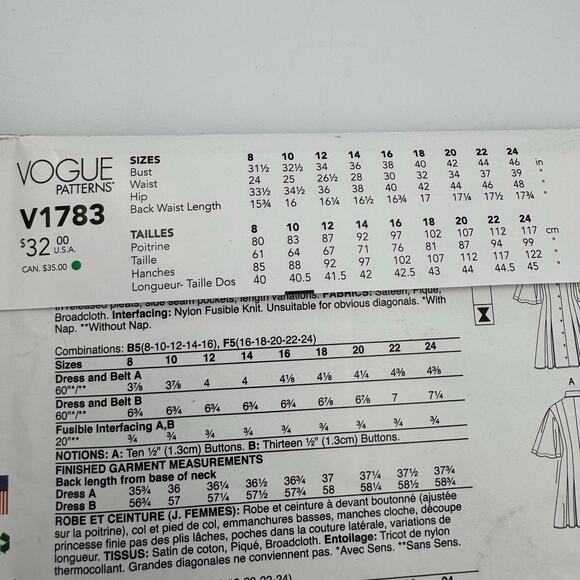 VOGUE
PATTERNS®
V1783
$32.00
U.S.A.
CAN. $35.00
SIZES 8 10 12 14 16 18 20 22 24
Bust 31½ 32½ 34 36 38 40 42 44 46 in
Waist 24 25 26½ 28 30 32 34 37 39 "
Hip 33½ 34½ 36 38 40 42 44 46 48 "
Back Waist Length 15¾ 16 16¼ 16½ 16¾ 17 17¼ 17½ 17¾ "
TAILLES 8 10 12 14 16 18 20 22 24
Poitrine 80 83 87 92 97 102 107 112 117 cm
Taille 61 64 67 71 76 81 87 94 99 "
Hanches 85 88 92 97 102 107 112 117 122 "
Longueur- Taille Dos 40 40.5 41.5 42 42.5 43 44 44.5 45 "
in released pleats, side seam pockets, length variations. FABRICS: Sateen, Pique,
Broadcloth. Interfacing: Nylon Fusible Knit. Unsuitable for obvious diagonals. *With
Nap. **Without Nap.
Combinations: B5(8-10-12-14-16), F5(16-18-20-22-24)
Sizes 8 10 12 14 16 18 20 22 24
Dress and Belt A
60"*/** 3⅞ 3⅞ 4 4 4⅛ 4⅛ 4¼ 4⅜ 4⅜
Dress and Belt B
60"*/** 6¾ 6¾ 6¾ 6¾ 6¾ 6⅞ 6⅞ 7 7¼
Fusible Interfacing A,B
20"** ¾ ¾ ¾ ¾ ¾ ¾ ¾ ¾ ¾
NOTIONS: A: Ten ½" (1.3cm) Buttons. B: Thirteen ½" (1.3cm) Buttons.
FINISHED GARMENT MEASUREMENTS
Back length from base of neck
Dress A 35¾ 36 36¼ 36½ 36¾ 37 37¼ 37½ 37¾
Dress B 56¾ 57 57¼ 57½ 57¾ 58 58¼ 58½ 58¾
ROBE ET CEINTURE (J. FEMMES): Robe et ceinture à devant boutonné (ajustée
sur la poitrine), col et pied de col, emmanchures basses, manches cloche, découpe
princesse finie pas des plis lâches, poches dans la couture latérale, variations de
longueur. TISSUS: Satin de coton, Piqué, Broadcloth. Entoilage: Tricot de nylon
thermocollant. Grandes diagonales ne conviennent pas. *Avec Sens. **Sans Sens.
A